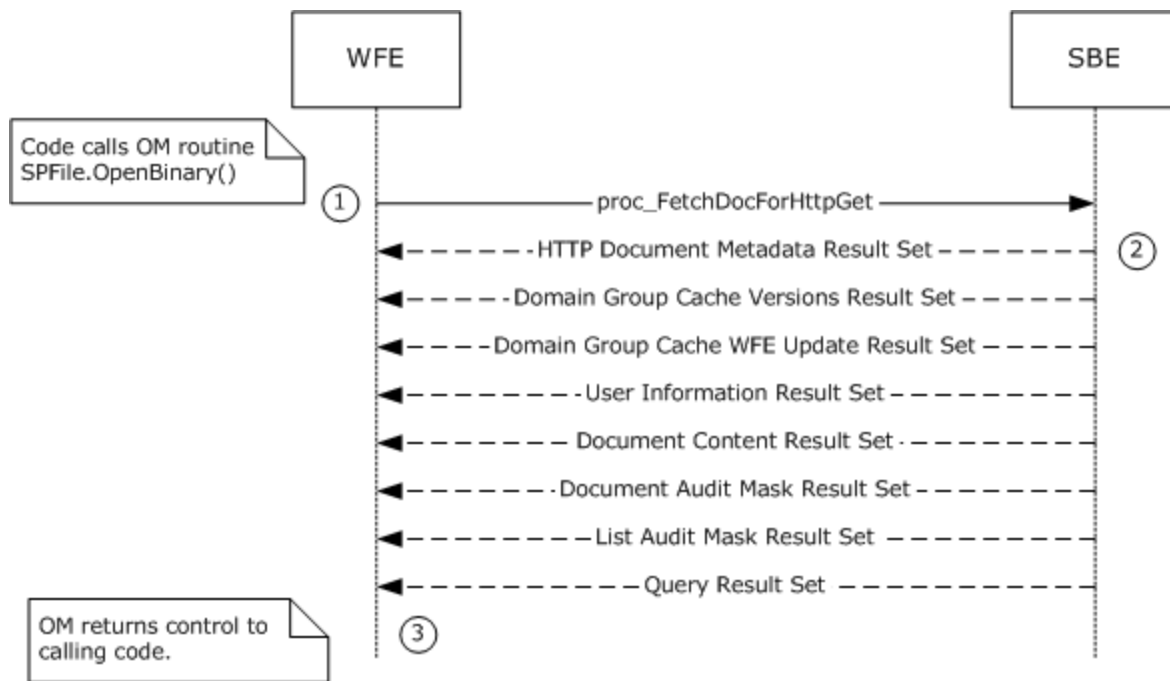 WFE
SBE
Code calls OM routine
SPFile.OpenBinary()
1
proc_FetchDocForHttpGet
HTTP Document Metadata Result Set
2
Domain Group Cache Versions Result Set
Domain Group Cache WFE Update Result Set
User Information Result Set
Document Content Result Set
Document Audit Mask Result Set
List Audit Mask Result Set
Query Result Set
OM returns control to
calling code.
3